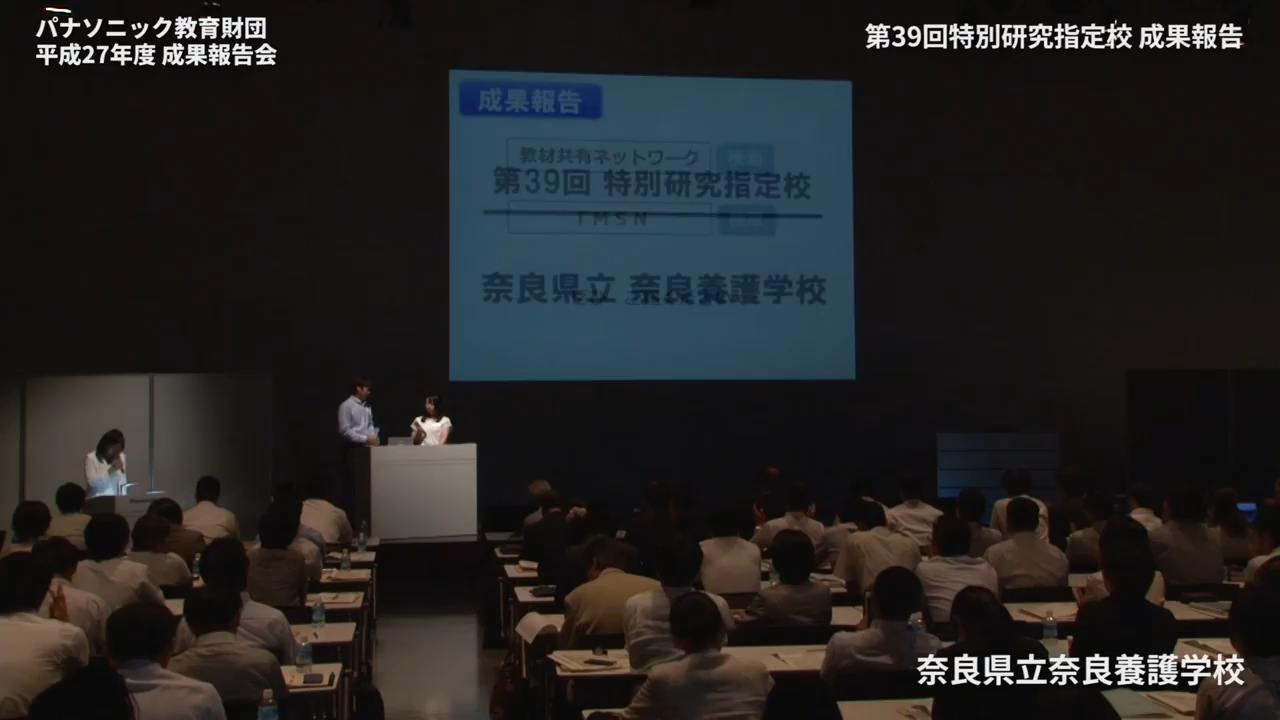 パナソニック教育財団
平成27年度 成果報告会
第39回特別研究指定校 成果報告
成果報告
教材共有ネットワーク
第39回 特別研究指定校
TMSN
奈良県立 奈良養護学校
奈良県立奈良養護学校